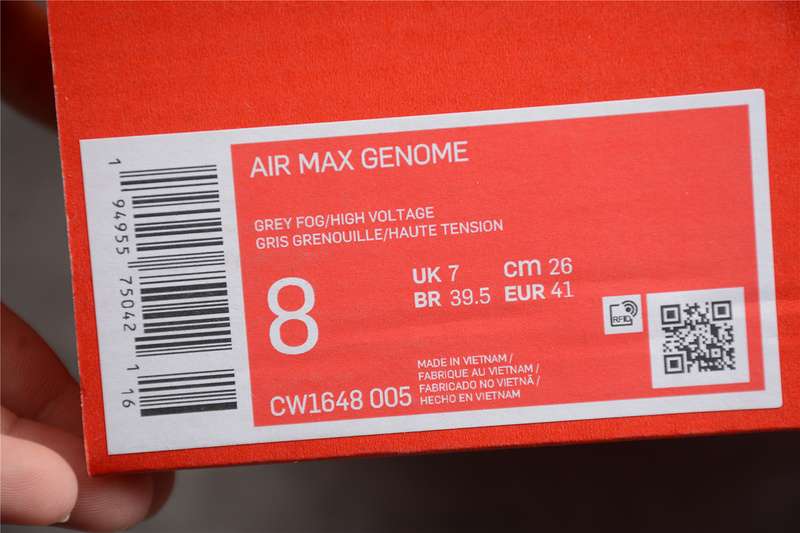 AIR MAX GENOME
GREY FOG/HIGH VOLTAGE
GRIS GRENOUILLE/HAUTE TENSION
8
UK 7 cm 26
BR 39.5 EUR 41
RFID
CW1648 005
MADE IN VIETNAM /
FABRIQUE AU VIETNAM /
FABRICADO NO VIETNÃ /
HECHO EN VIETNAM
1 94955 75042 1 16